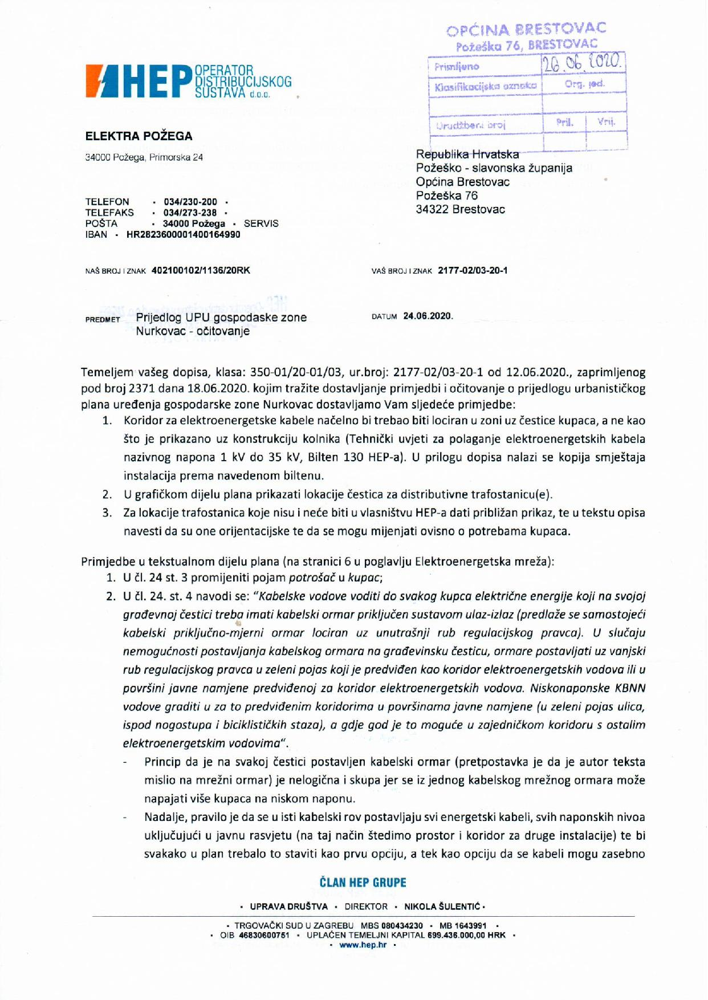 OPĆINA BRESTOVAC
Požeška 76, BRESTOVAC
Primljeno 26.06.2020.
Klasifikacijska oznaka Org. jed.
Urudžbeni broj Pril. Vrij.
HEP OPERATOR
DISTRIBUCIJSKOG
SUSTAVA d.o.o.
ELEKTRA POŽEGA
34000 Požega, Primorska 24
Republika Hrvatska
Požeško - slavonska županija
Općina Brestovac
Požeška 76
34322 Brestovac
TELEFON · 034/230-200 ·
TELEFAKS · 034/273-238 ·
POŠTA · 34000 Požega · SERVIS
IBAN · HR2823600001400164990
NAŠ BROJ I ZNAK 402100102/1136/20RK
VAŠ BROJ I ZNAK 2177-02/03-20-1
PREDMET Prijedlog UPU gospodaske zone
Nurkovac - očitovanje
DATUM 24.06.2020.
Temeljem vašeg dopisa, klasa: 350-01/20-01/03, ur.broj: 2177-02/03-20-1 od 12.06.2020., zaprimljenog
pod broj 2371 dana 18.06.2020. kojim tražite dostavljanje primjedbi i očitovanje o prijedlogu urbanističkog
plana uređenja gospodarske zone Nurkovac dostavljamo Vam sljedeće primjedbe:
1. Koridor za elektroenergetske kabele načelno bi trebao biti lociran u zoni uz čestice kupaca, a ne kao
što je prikazano uz konstrukciju kolnika (Tehnički uvjeti za polaganje elektroenergetskih kabela
nazivnog napona 1 kV do 35 kV, Bilten 130 HEP-a). U prilogu dopisa nalazi se kopija smještaja
instalacija prema navedenom biltenu.
2. U grafičkom dijelu plana prikazati lokacije čestica za distributivne trafostanicu(e).
3. Za lokacije trafostanica koje nisu i neće biti u vlasništvu HEP-a dati približan prikaz, te u tekstu opisa
navesti da su one orijentacijske te da se mogu mijenjati ovisno o potrebama kupaca.
Primjedbe u tekstualnom dijelu plana (na stranici 6 u poglavlju Elektroenergetska mreža):
1. U čl. 24 st. 3 promijeniti pojam potrošač u kupac;
2. U čl. 24. st. 4 navodi se: "Kabelske vodove voditi do svakog kupca električne energije koji na svojoj
građevnoj čestici treba imati kabelski ormar priključen sustavom ulaz-izlaz (predlaže se samostojeći
kabelski priključno-mjerni ormar lociran uz unutrašnji rub regulacijskog pravca). U slučaju
nemogućnosti postavljanja kabelskog ormara na građevinsku česticu, ormare postavljati uz vanjski
rub regulacijskog pravca u zeleni pojas koji je predviđen kao koridor elektroenergetskih vodova ili u
površini javne namjene predviđenoj za koridor elektroenergetskih vodova. Niskonaponske KBNN
vodove graditi u za to predviđenim koridorima u površinama javne namjene (u zeleni pojas ulica,
ispod nogostupa i biciklističkih staza), a gdje god je to moguće u zajedničkom koridoru s ostalim
elektroenergetskim vodovima".
- Princip da je na svakoj čestici postavljen kabelski ormar (pretpostavka je da je autor teksta
mislio na mrežni ormar) je nelogična i skupa jer se iz jednog kabelskog mrežnog ormara može
napajati više kupaca na niskom naponu.
- Nadalje, pravilo je da se u isti kabelski rov postavljaju svi energetski kabeli, svih naponskih nivoa
uključujući u javnu rasvjetu (na taj način štedimo prostor i koridor za druge instalacije) te bi
svakako u plan trebalo to staviti kao prvu opciju, a tek kao opciju da se kabeli mogu zasebno
ČLAN HEP GRUPE
· UPRAVA DRUŠTVA · DIREKTOR · NIKOLA ŠULENTIĆ ·
· TRGOVAČKI SUD U ZAGREBU MBS 080434230 · MB 1643991 ·
· OIB 46830600751 · UPLAĆEN TEMELJNI KAPITAL 699.436.000,00 HRK ·
· www.hep.hr ·